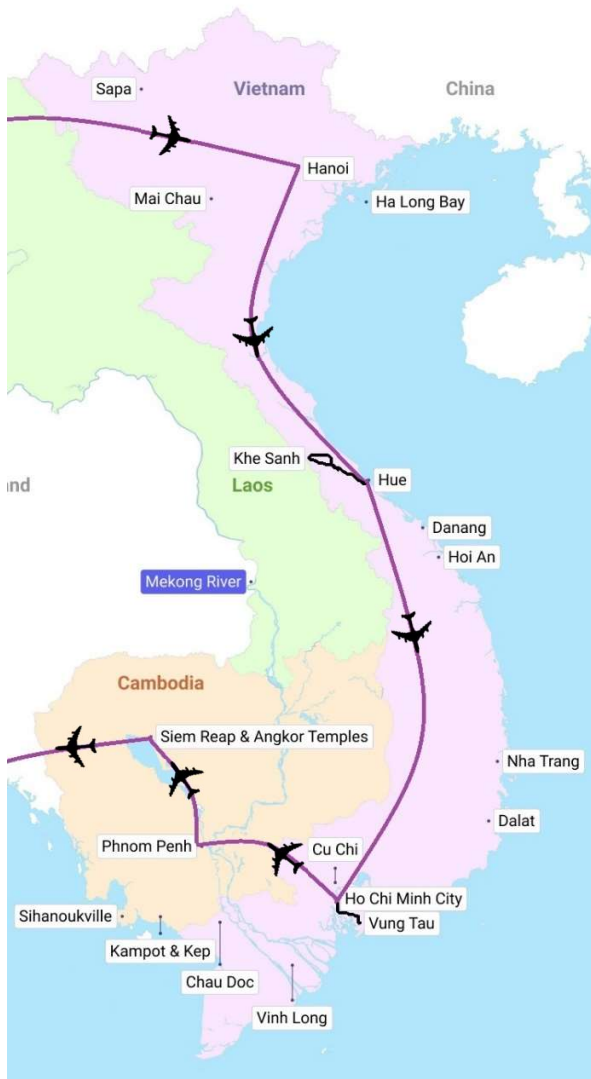 Vietnam
China
Sapa
Hanoi
Mai Chau
Ha Long Bay
Khe Sanh
and
Laos
Hue
Danang
Hoi An
Mekong River
Cambodia
Siem Reap & Angkor Temples
Nha Trang
Dalat
Phnom Penh
Cu Chi
Ho Chi Minh City
Sihanoukville
Vung Tau
Kampot & Kep
Chau Doc
Vinh Long